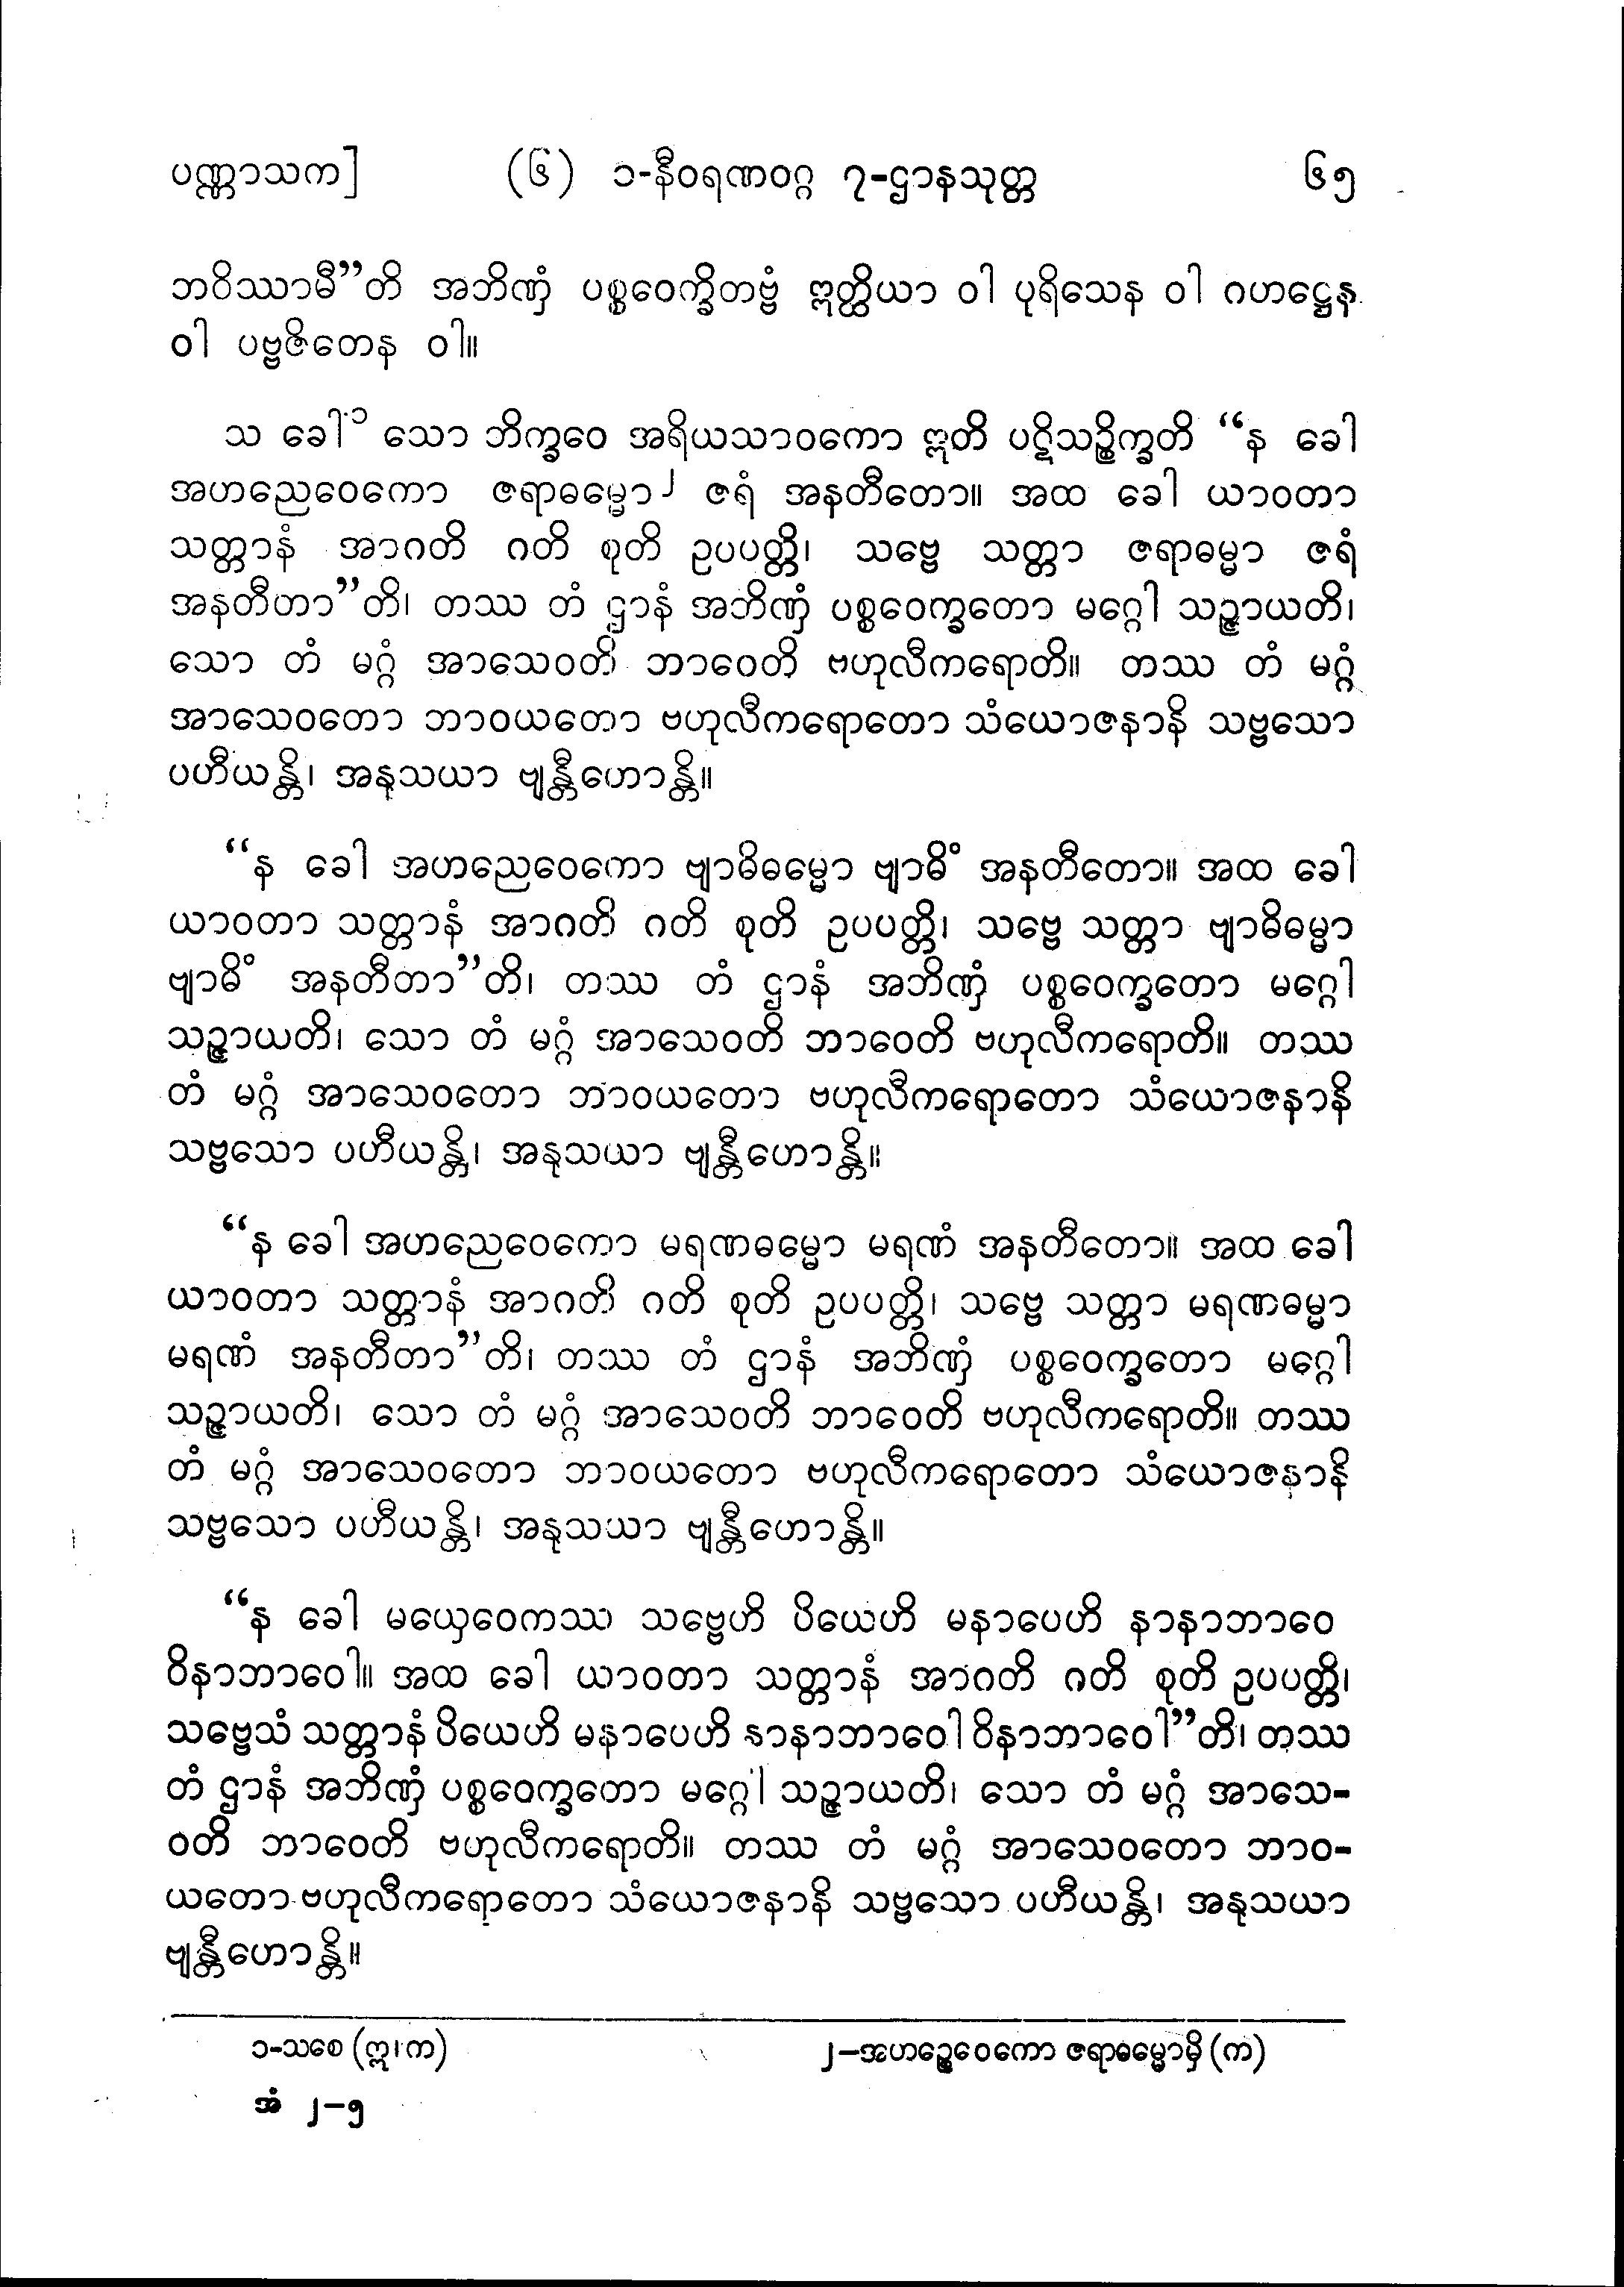 ပဏ္ဏာသက] (၆) ၁-နီဝရဏဝဂ္ဂ ၇-ဌာနသုတ္တ ၆၅
ဘဝိဿာမီ”တိ အဘိဏှံ ပစ္စဝေက္ခိတဗ္ဗံ ဣတ္ထိယာ ဝါ ပုရိသေန ဝါ ဂဟဋ္ဌေန
ဝါ ပဗ္ဗဇိတေန ဝါ။
သ ခေါ ၁ သော ဘိက္ခဝေ အရိယသာဝကော ဣတိ ပဋိသဉ္စိက္ခတိ “န ခေါ
အဟညေဝေကော ဇရာဓမ္မော ၂ ဇရံ အနတီတော။ အထ ခေါ ယာဝတာ
သတ္တာနံ အာဂတိ ဂတိ စုတိ ဥပပတ္တိ၊ သဗ္ဗေ သတ္တာ ဇရာဓမ္မာ ဇရံ
အနတီတာ”တိ၊ တဿ တံ ဌာနံ အဘိဏှံ ပစ္စဝေက္ခတော မဂ္ဂေါ သဉ္ဇာယတိ၊
သော တံ မဂ္ဂံ အာသေဝတိ ဘာဝေတိ ဗဟုလီကရောတိ။ တဿ တံ မဂ္ဂံ
အာသေဝတော ဘာဝယတော ဗဟုလီကရောတော သံယောဇနာနိ သဗ္ဗသော
ပဟီယန္တိ၊ အနုသယာ ဗျန္တီဟောန္တိ။
“န ခေါ အဟညေဝေကော ဗျာဓိဓမ္မော ဗျာဓိံ အနတီတော။ အထ ခေါ
ယာဝတာ သတ္တာနံ အာဂတိ ဂတိ စုတိ ဥပပတ္တိ၊ သဗ္ဗေ သတ္တာ ဗျာဓိဓမ္မာ
ဗျာဓိံ အနတီတာ”တိ၊ တဿ တံ ဌာနံ အဘိဏှံ ပစ္စဝေက္ခတော မဂ္ဂေါ
သဉ္ဇာယတိ၊ သော တံ မဂ္ဂံ အာသေဝတိ ဘာဝေတိ ဗဟုလီကရောတိ။ တဿ
တံ မဂ္ဂံ အာသေဝတော ဘာဝယတော ဗဟုလီကရောတော သံယောဇနာနိ
သဗ္ဗသော ပဟီယန္တိ၊ အနုသယာ ဗျန္တီဟောန္တိ။
“န ခေါ အဟညေဝေကော မရဏဓမ္မော မရဏံ အနတီတော။ အထ ခေါ
ယာဝတာ သတ္တာနံ အာဂတိ ဂတိ စုတိ ဥပပတ္တိ၊ သဗ္ဗေ သတ္တာ မရဏဓမ္မာ
မရဏံ အနတီတာ”တိ၊ တဿ တံ ဌာနံ အဘိဏှံ ပစ္စဝေက္ခတော မဂ္ဂေါ
သဉ္ဇာယတိ၊ သော တံ မဂ္ဂံ အာသေဝတိ ဘာဝေတိ ဗဟုလီကရောတိ။ တဿ
တံ မဂ္ဂံ အာသေဝတော ဘာဝယတော ဗဟုလီကရောတော သံယောဇနာနိ
သဗ္ဗသော ပဟီယန္တိ၊ အနုသယာ ဗျန္တီဟောန္တိ။
“န ခေါ မယှေဝေကဿ သဗ္ဗေဟိ ပိယေဟိ မနာပေဟိ နာနာဘာဝေ
ဝိနာဘာဝေါ။ အထ ခေါ ယာဝတာ သတ္တာနံ အာဂတိ ဂတိ စုတိ ဥပပတ္တိ၊
သဗ္ဗေသံ သတ္တာနံ ပိယေဟိ မနာပေဟိ နာနာဘာဝေါ ဝိနာဘာဝေါ”တိ၊ တဿ
တံ ဌာနံ အဘိဏှံ ပစ္စဝေက္ခတော မဂ္ဂေါ သဉ္ဇာယတိ၊ သော တံ မဂ္ဂံ အာသေ-
ဝတိ ဘာဝေတိ ဗဟုလီကရောတိ။ တဿ တံ မဂ္ဂံ အာသေဝတော ဘာဝ-
ယတော ဗဟုလီကရောတော သံယောဇနာနိ သဗ္ဗသော ပဟီယန္တိ၊ အနုသယာ
ဗျန္တီဟောန္တိ။
၁-သစေ (ဣ၊က) ၂-အဟဉ္စေဝေကော ဇရာဓမ္မောမှိ (က)
အံ ၂-၅